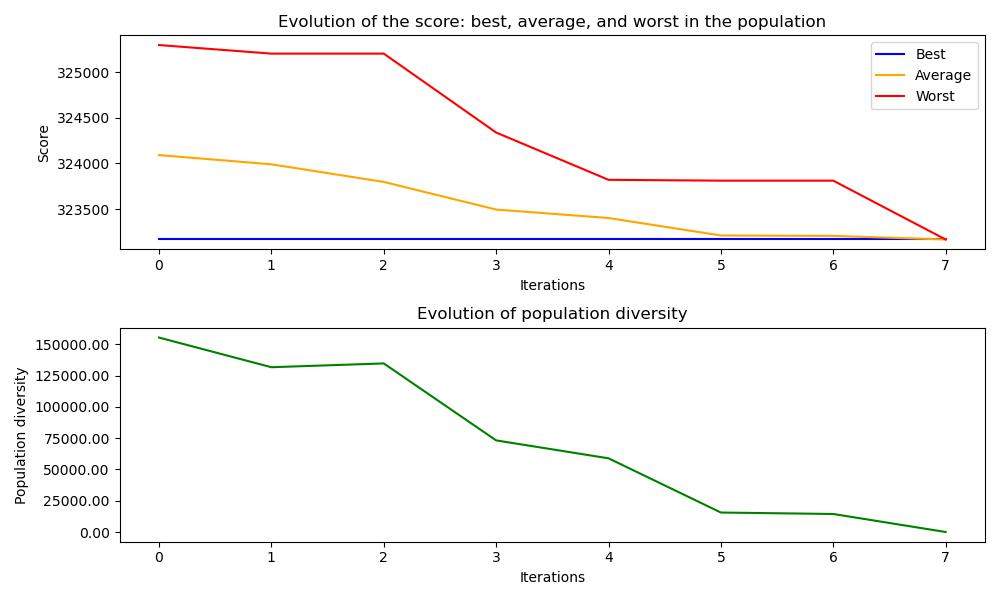 Evolution of the score: best, average, and worst in the population
325000
324500
324000
323500
Score
Best
Average
Worst
0 1 2 3 4 5 6 7
Iterations
Evolution of population diversity
150000.00
125000.00
100000.00
75000.00
50000.00
25000.00
0.00
Population diversity
0 1 2 3 4 5 6 7
Iterations